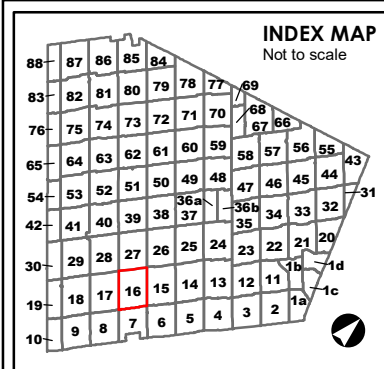 INDEX MAP
Not to scale
88 87 86 85 84
83 82 81 80 79 78 77 69
76 75 74 73 72 71 70 68 67 66
65 64 63 62 61 60 59 58 57 56 55 43
54 53 52 51 50 49 48 47 46 45 44 31
42 41 40 39 38 37 36a 36b 35 34 33 32
30 29 28 27 26 25 24 23 22 21 20
19 18 17 16 15 14 13 12 11 1b 1d
10 9 8 7 6 5 4 3 2 1a 1c